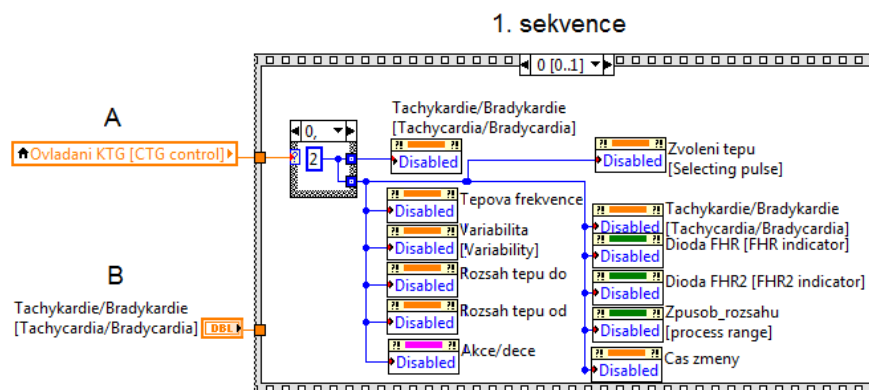 1. sekvence
0 [0..1]
A
Ovladani KTG [CTG control]
0,
2
Tachykardie/Bradykardie
[Tachycardia/Bradycardia]
Disabled
Disabled
Zvoleni tepu
[Selecting pulse]
Disabled
Tepova frekvence
Disabled
Variabilita
[Variability]
Disabled
Rozsah tepu do
Disabled
Rozsah tepu od
Disabled
Akce/dece
Disabled
Tachykardie/Bradykardie
[Tachycardia/Bradycardia]
Disabled
Dioda FHR [FHR indicator]
Disabled
Dioda FHR2 [FHR2 indicator]
Disabled
Zpusob_rozsahu
[process range]
Disabled
Cas zmeny
B
Tachykardie/Bradykardie
[Tachycardia/Bradycardia]
DBL